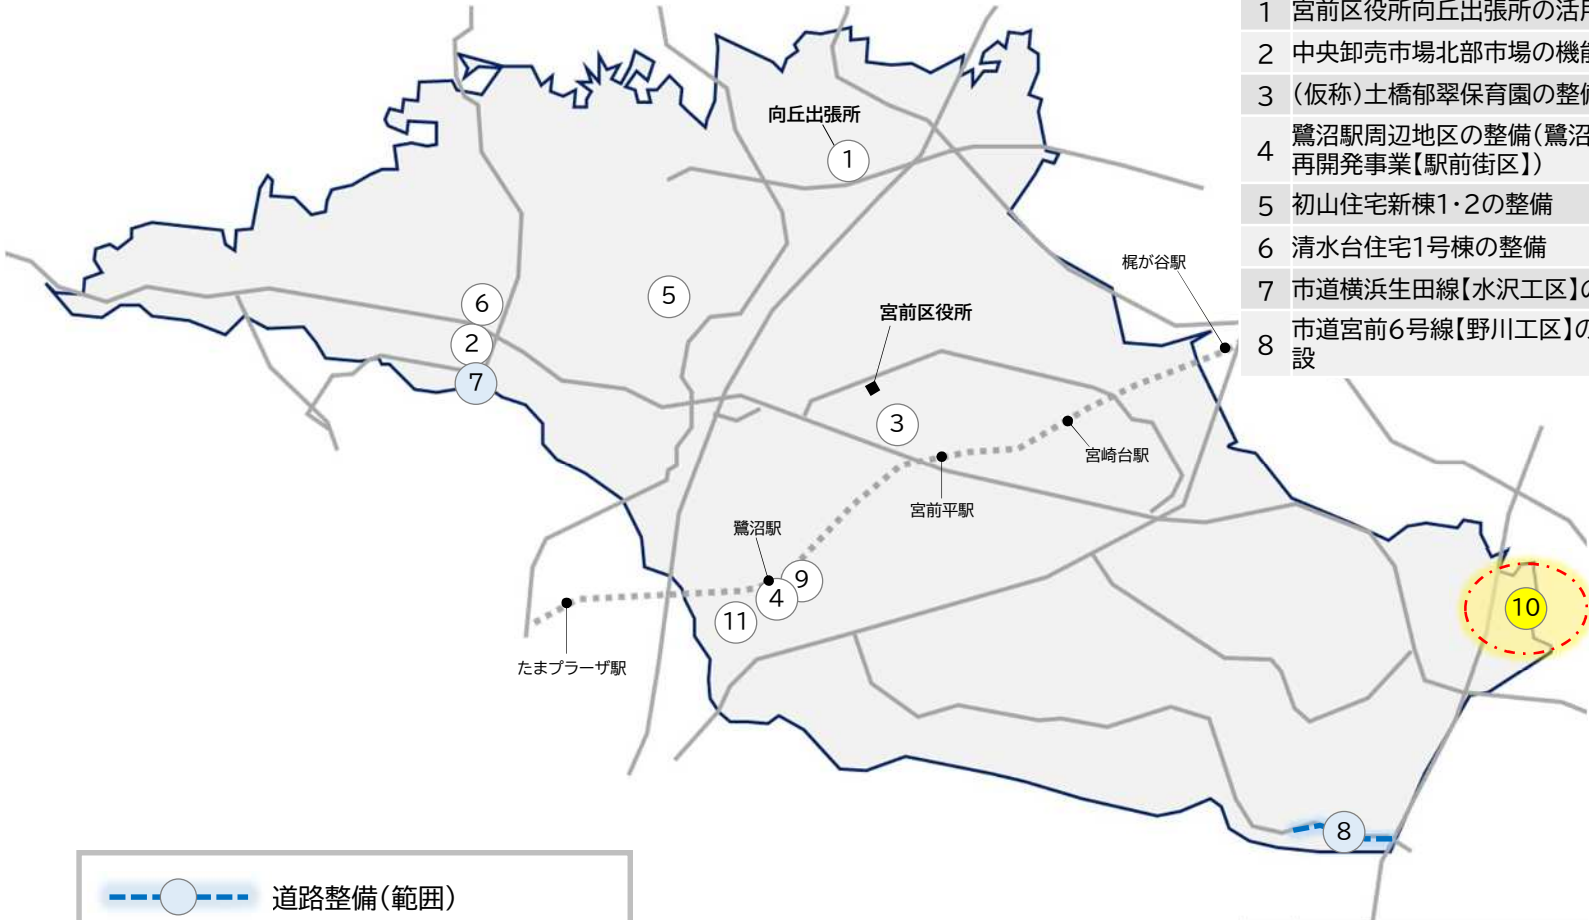 1 宮前区役所向丘出張所の活
2 中央卸売市場北部市場の機
3 (仮称)土橋郁翠保育園の整
4 鷺沼駅周辺地区の整備(鷺沼
再開発事業【駅前街区】)
5 初山住宅新棟1・2の整備
6 清水台住宅1号棟の整備
7 市道横浜生田線【水沢工区】の
8 市道宮前6号線【野川工区】の
設
向丘出張所
1
梶が谷駅
6
5
宮前区役所
2
7
3
宮崎台駅
宮前平駅
鷺沼駅
9
4
11
10
たまプラーザ駅
8
道路整備(範囲)